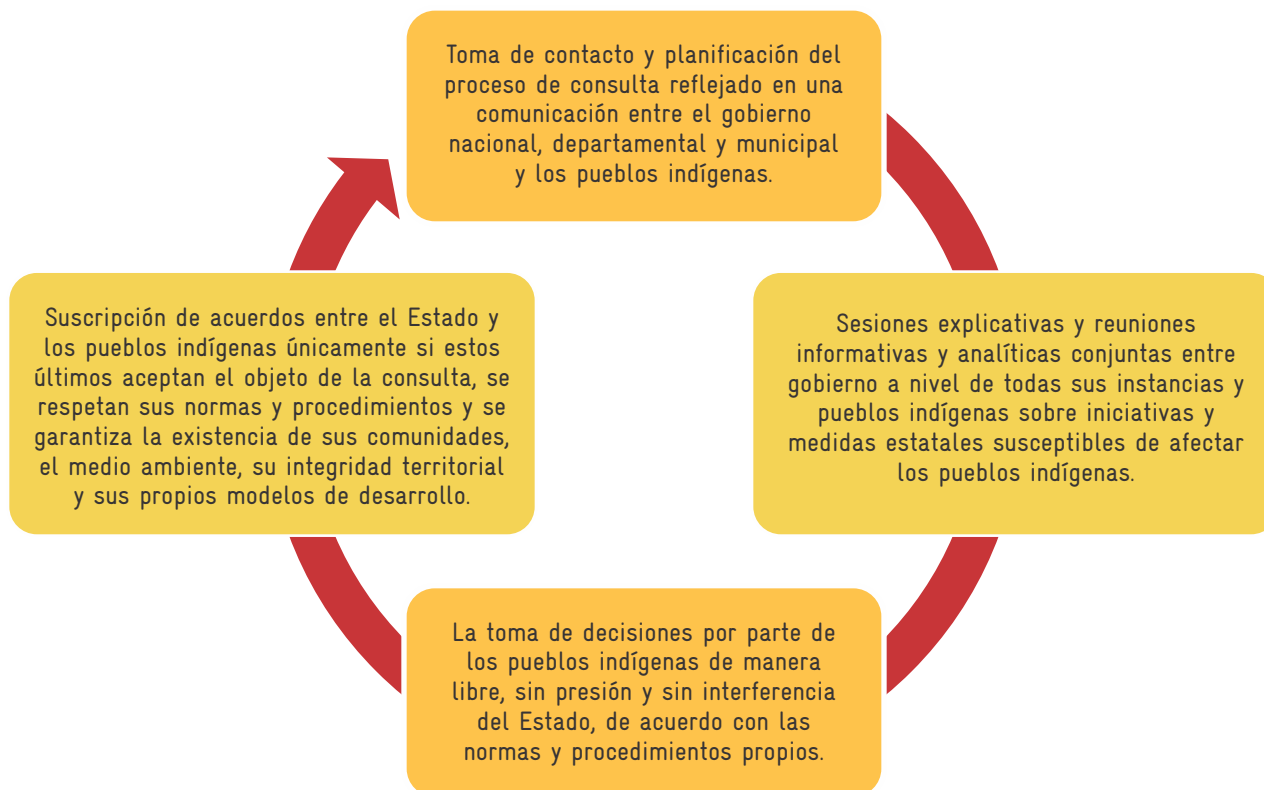 Toma de contacto y planificación del
proceso de consulta reflejado en una
comunicación entre el gobierno
nacional, departamental y municipal
y los pueblos indígenas.
Sesiones explicativas y reuniones
informativas y analíticas conjuntas entre
gobierno a nivel de todas sus instancias y
pueblos indígenas sobre iniciativas y
medidas estatales susceptibles de afectar
los pueblos indígenas.
La toma de decisiones por parte de
los pueblos indígenas de manera
libre, sin presión y sin interferencia
del Estado, de acuerdo con las
normas y procedimientos propios.
Suscripción de acuerdos entre el Estado y
los pueblos indígenas únicamente si estos
últimos aceptan el objeto de la consulta, se
respetan sus normas y procedimientos y se
garantiza la existencia de sus comunidades,
el medio ambiente, su integridad territorial
y sus propios modelos de desarrollo.